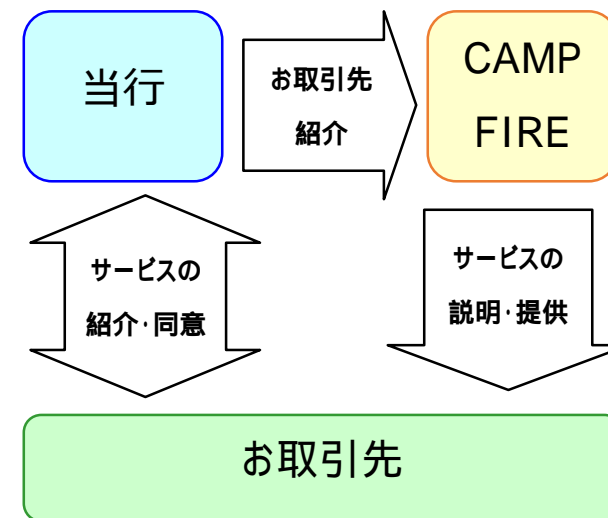 当行
お取引先
紹介
CAMP
FIRE
サービスの
紹介・同意
サービスの
説明・提供
お取引先